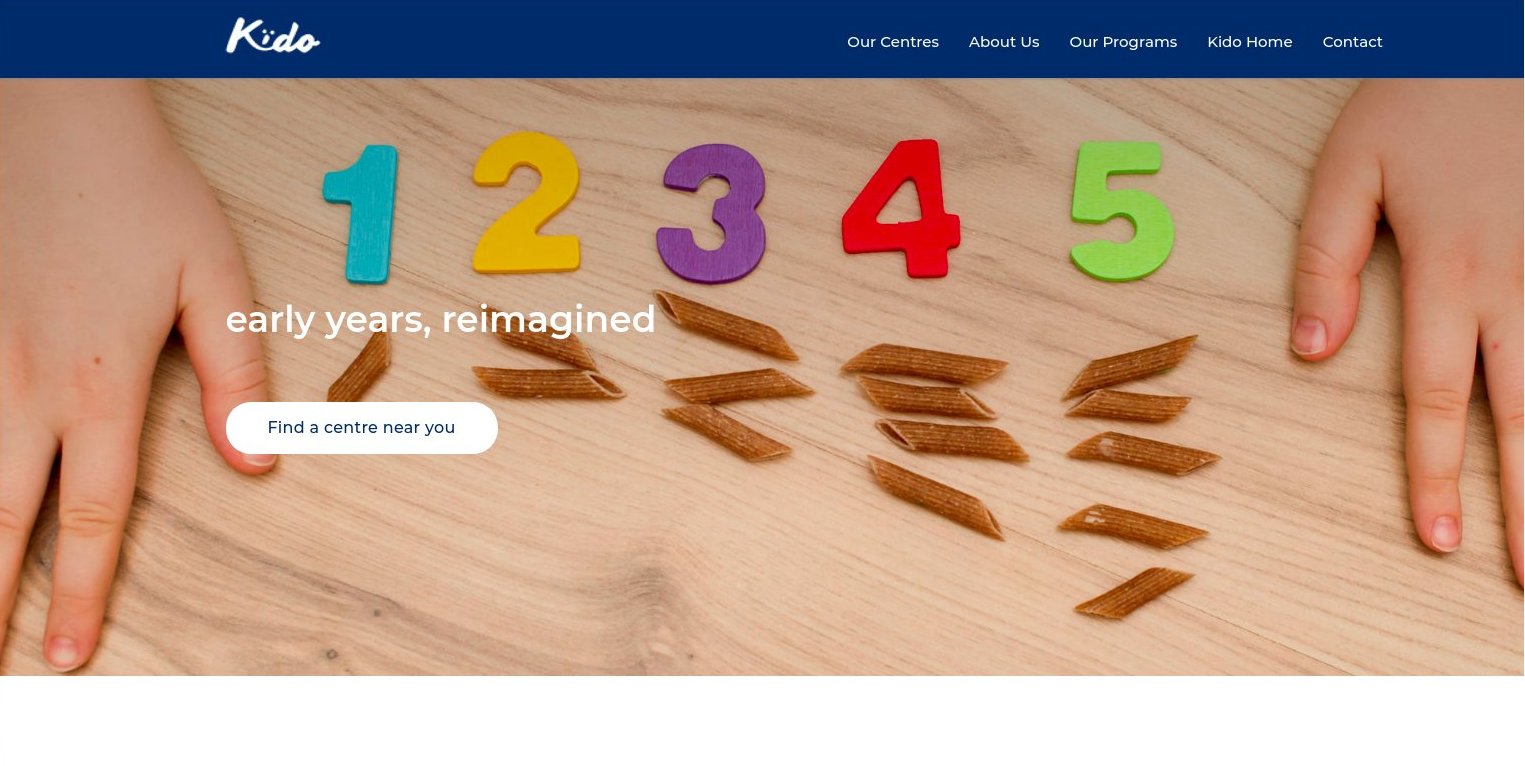 Kido
Our Centres
About Us
Our Programs
Kido Home
Contact
1 2 3 4 5
early years, reimagined
Find a centre near you